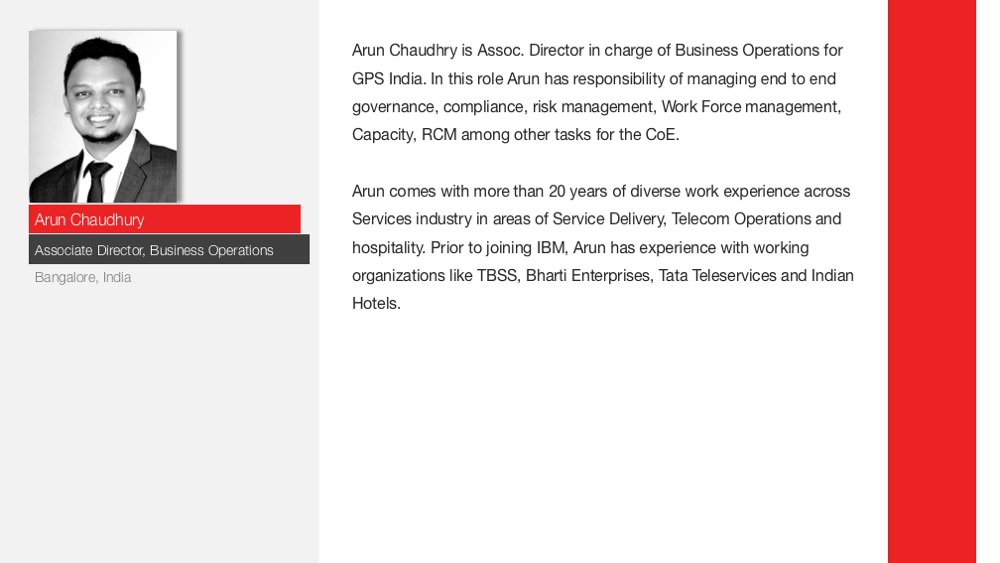 Arun Chaudhury
Associate Director, Business Operations
Bangalore, India
Arun Chaudhry is Assoc. Director in charge of Business Operations for
GPS India. In this role Arun has responsibility of managing end to end
governance, compliance, risk management, Work Force management,
Capacity, RCM among other tasks for the CoE.
Arun comes with more than 20 years of diverse work experience across
Services industry in areas of Service Delivery, Telecom Operations and
hospitality. Prior to joining IBM, Arun has experience with working
organizations like TBSS, Bharti Enterprises, Tata Teleservices and Indian
Hotels.